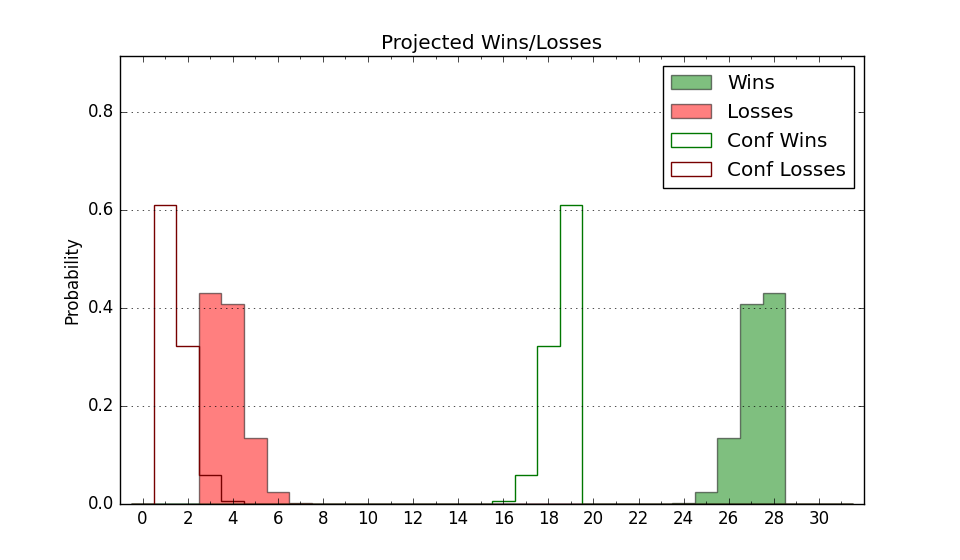 Projected Wins/Losses
Wins
Losses
Conf Wins
Conf Losses
Probability
0.8
0.6
0.4
0.2
0.0
0 2 4 6 8 10 12 14 16 18 20 22 24 26 28 30